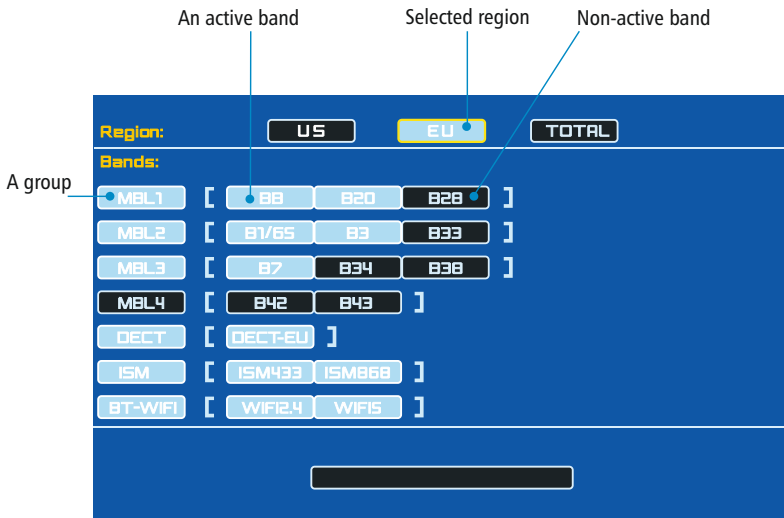 An active band Selected region Non-active band
Region: US EU TOTAL
Bands:
A group
MBL1 [ B8 B20 B28 ]
MBL2 [ B1/65 B3 B33 ]
MBL3 [ B7 B34 B38 ]
MBL4 [ B42 B43 ]
DECT [ DECT-EU ]
ISM [ ISM433 ISM868 ]
BT-WIFI [ WIFI2.4 WIFI5 ]